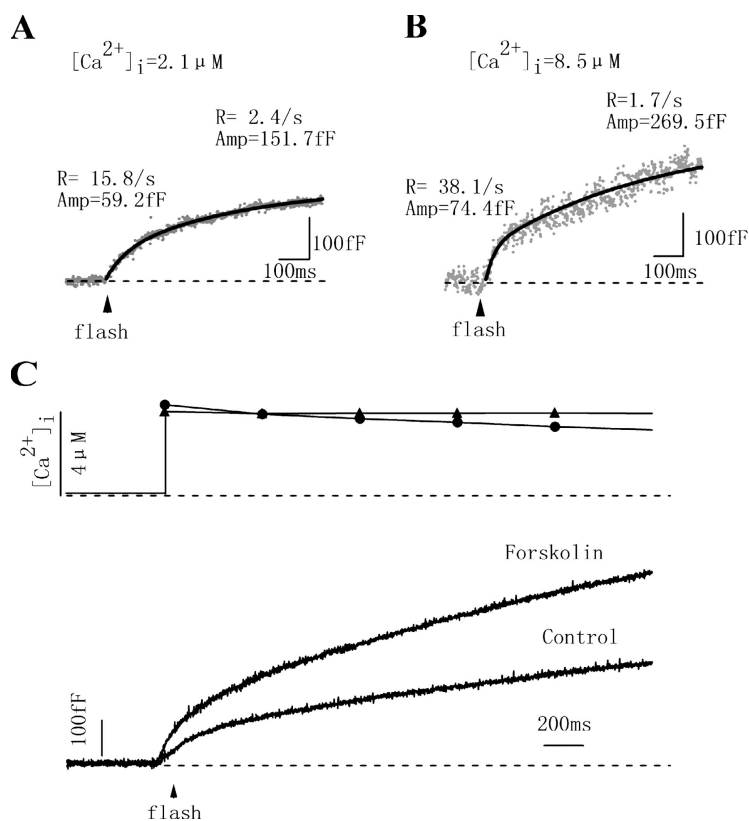 A
[Ca2+]i=2.1μM
R= 2.4/s
Amp=151.7fF
R= 15.8/s
Amp=59.2fF
100fF
100ms
flash
B
[Ca2+]i=8.5μM
R=1.7/s
Amp=269.5fF
R= 38.1/s
Amp=74.4fF
100fF
100ms
flash
C
[Ca2+]i
4μM
Forskolin
Control
100fF
200ms
flash